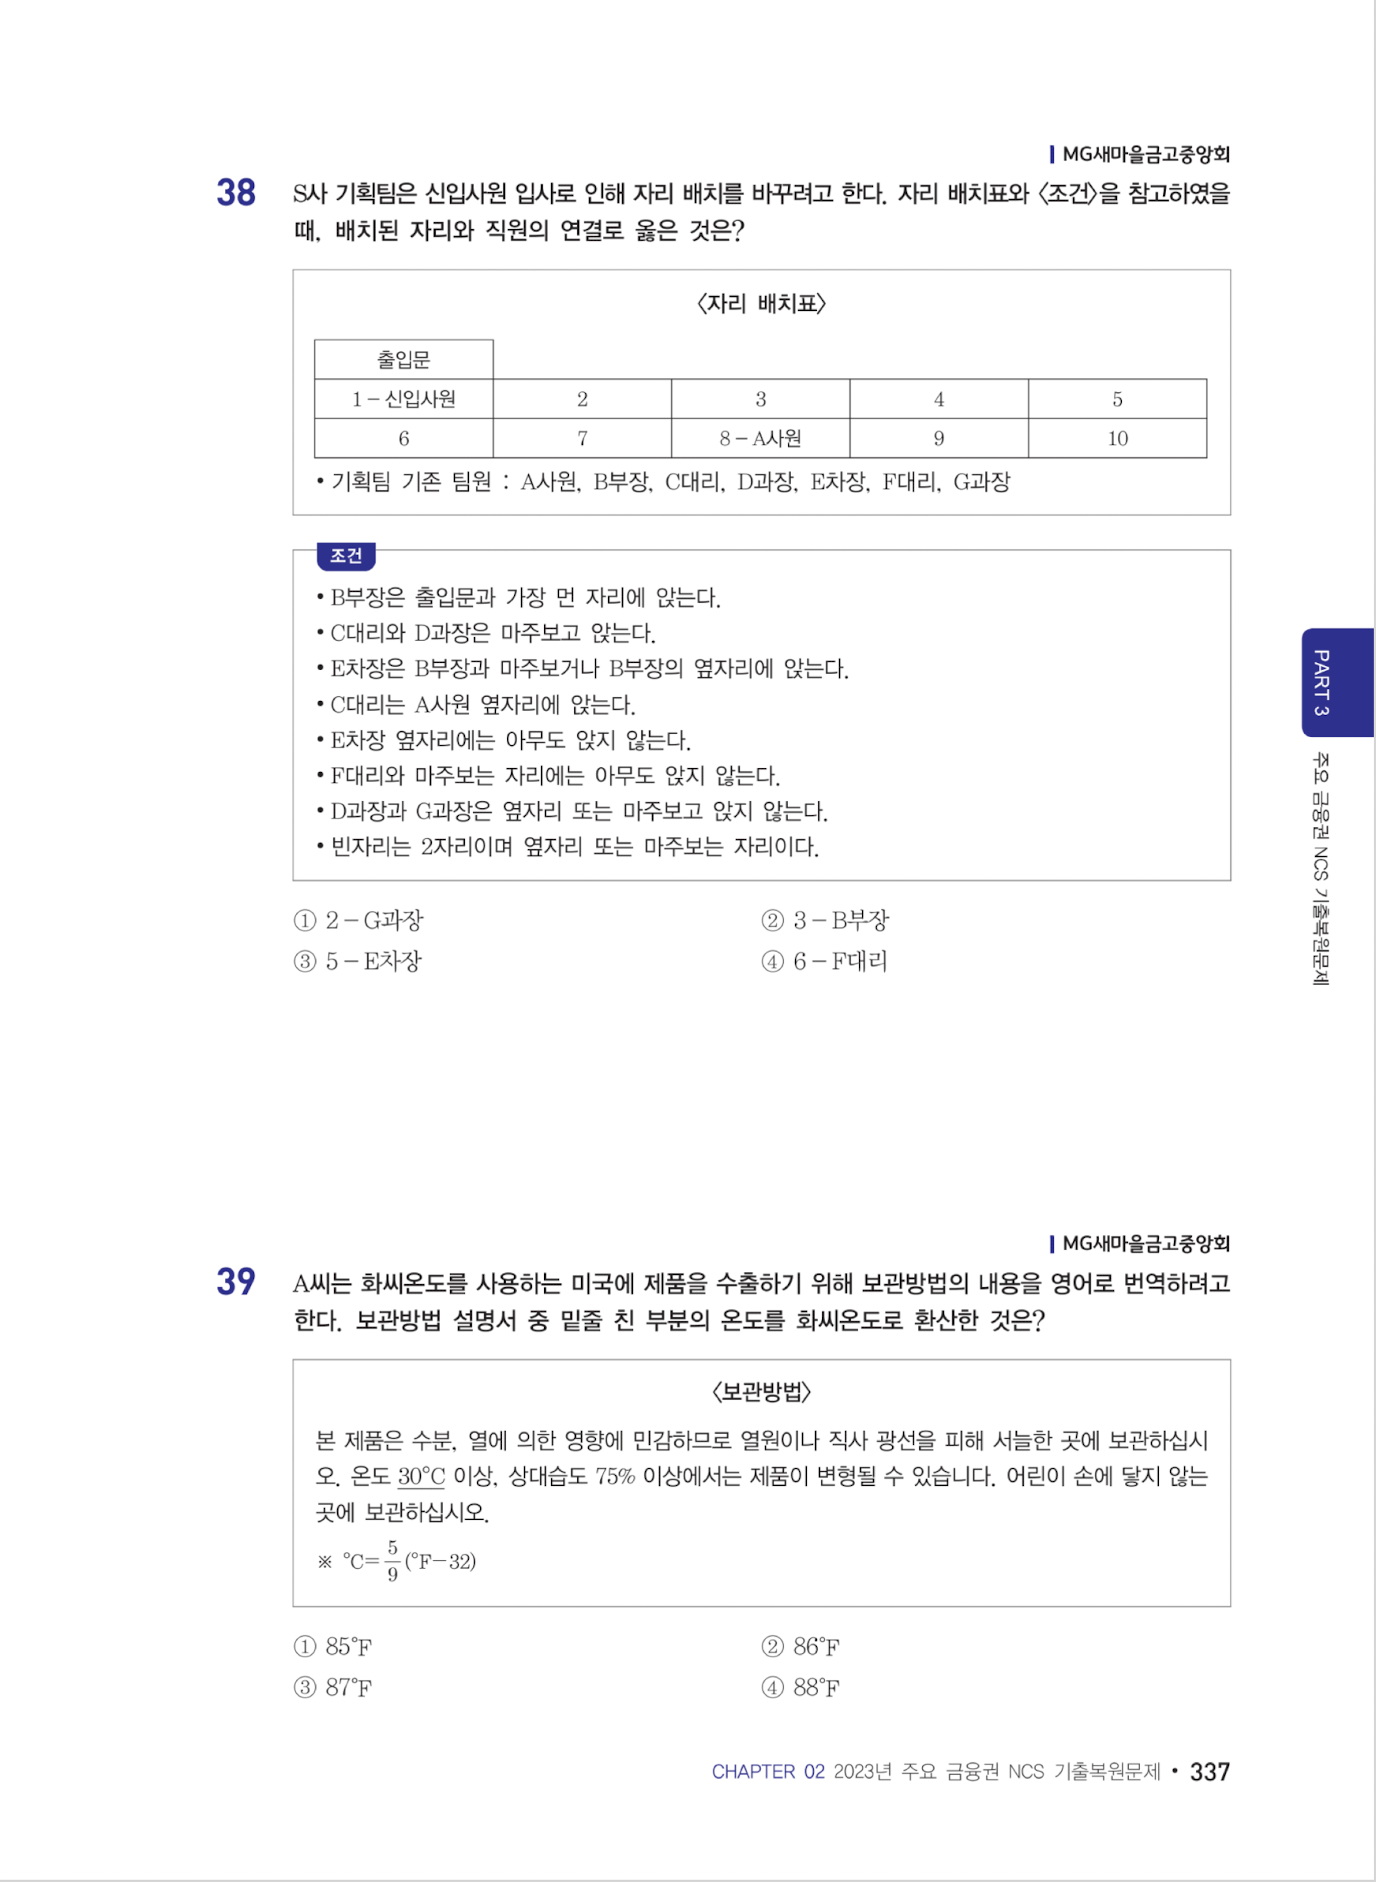 MG새마을금고중앙회
38 S사 기획팀은 신입사원 입사로 인해 자리 배치를 바꾸려고 한다. 자리 배치표와 〈조건〉을 참고하였을
때, 배치된 자리와 직원의 연결로 옳은 것은?
〈자리 배치표〉
출입문
1-신입사원 2 3 4 5
6 7 8-A사원 9 10
• 기획팀 기존 팀원 : A사원, B부장, C대리, D과장, E차장, F대리, G과장
조건
• B부장은 출입문과 가장 먼 자리에 앉는다.
• C대리와 D과장은 마주보고 앉는다.
• E차장은 B부장과 마주보거나 B부장의 옆자리에 앉는다.
• C대리는 A사원 옆자리에 앉는다.
• E차장 옆자리에는 아무도 앉지 않는다.
• F대리와 마주보는 자리에는 아무도 앉지 않는다.
• D과장과 G과장은 옆자리 또는 마주보고 앉지 않는다.
• 빈자리는 2자리이며 옆자리 또는 마주보는 자리이다.
① 2-G과장 ② 3-B부장
③ 5-E차장 ④ 6-F대리
PART 3
주요 금융권 NCS 기출복원문제
MG새마을금고중앙회
39 A씨는 화씨온도를 사용하는 미국에 제품을 수출하기 위해 보관방법의 내용을 영어로 번역하려고
한다. 보관방법 설명서 중 밑줄 친 부분의 온도를 화씨온도로 환산한 것은?
〈보관방법〉
본 제품은 수분, 열에 의한 영향에 민감하므로 열원이나 직사 광선을 피해 서늘한 곳에 보관하십시
오. 온도 30℃ 이상, 상대습도 75% 이상에서는 제품이 변형될 수 있습니다. 어린이 손에 닿지 않는
곳에 보관하십시오.
※ ℃=5/9(℉-32)
① 85℉ ② 86℉
③ 87℉ ④ 88℉
CHAPTER 02 2023년 주요 금융권 NCS 기출복원문제 • 337